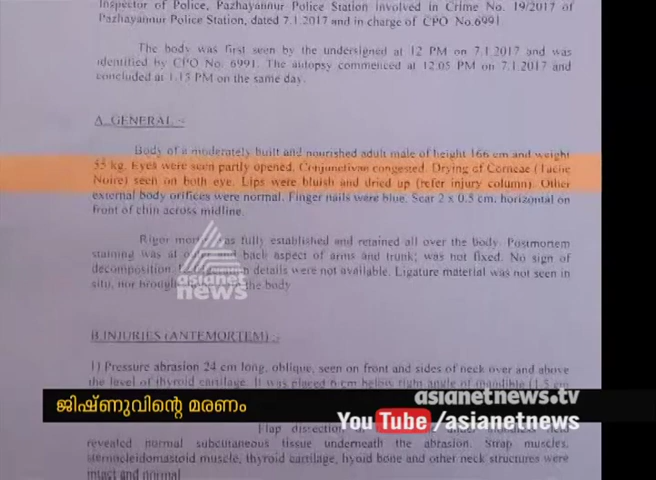 Inspector of Police, Pazhayannur Police Station involved in Crime No. 19/2017 of
Pazhayannur Police Station, dated 7.1.2017 and in charge of CPO No.6991
The body was first seen by the undersigned at 12 PM on 7.1.2017 and was
identified by CPO No. 6991. The autopsy commenced at 12.05 PM on 7.1.2017 and
concluded at 1.15 PM on the same day.
A. GENERAL :-
Body of a moderately built and nourished adult male of height 166 cm and weight
55 kg. Eyes were seen partly opened, Conjunctivae congested. Drying of Corneae (Tache
Noire) seen on both eye. Lips were bluish and dried up (refer injury column). Other
external body orifices were normal. Finger nails were blue. Scar 2 x 0.5 cm, horizontal on
front of chin across midline.
Rigor was fully established and retained all over the body. Postmortem
staining was at and back aspect of arms and trunk; was not fixed. No sign of
decomposition details were not available. Ligature material was not seen in
situ, nor the body
asianet
news
B.INJURIES (ANTEMORTEM) :-
1) Pressure abrasion 24 cm long, oblique, seen on front and sides of neck over and above
the level of thyroid cartilage. It was placed 6 cm below right angle of mandible (1.5 cm
ജിഷ്ണുവിന്റെ മരണം
asianetnews.tv
YouTube/asianetnews
Flap dissection
revealed normal subcutaneous tissue underneath the abrasion. Strap muscles,
sternocleidomastoid muscle, thyroid cartilage, hyoid bone and other neck structures were
intact and normal